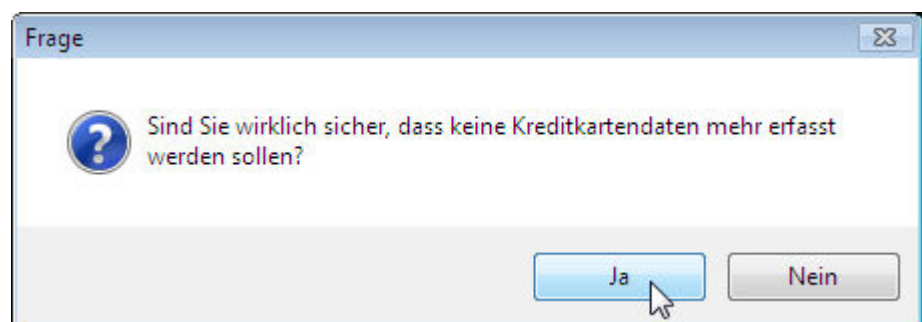 Frage
Sind Sie wirklich sicher, dass keine Kreditkartendaten mehr erfasst
werden sollen?
Ja
Nein